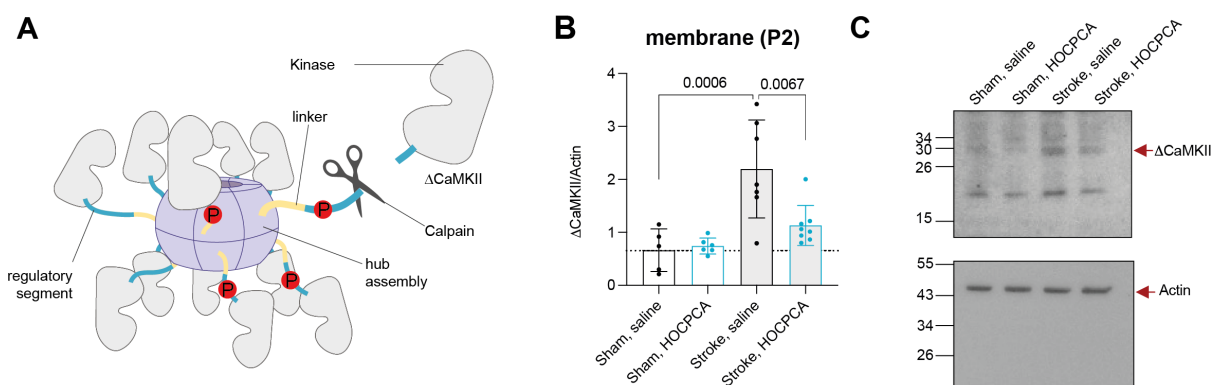 A
Kinase
linker
ΔCaMKII
Calpain
P
P
P
P
regulatory
segment
hub
assembly
B
membrane (P2)
0.0006
0.0067
ΔCaMKII/Actin
4
3
2
1
0
Sham, saline
Sham, HOCPCA
Stroke, saline
Stroke, HOCPCA
C
Sham, saline
Sham, HOCPCA
Stroke, saline
Stroke, HOCPCA
34
30
26
15
ΔCaMKII
55
43
34
26
Actin